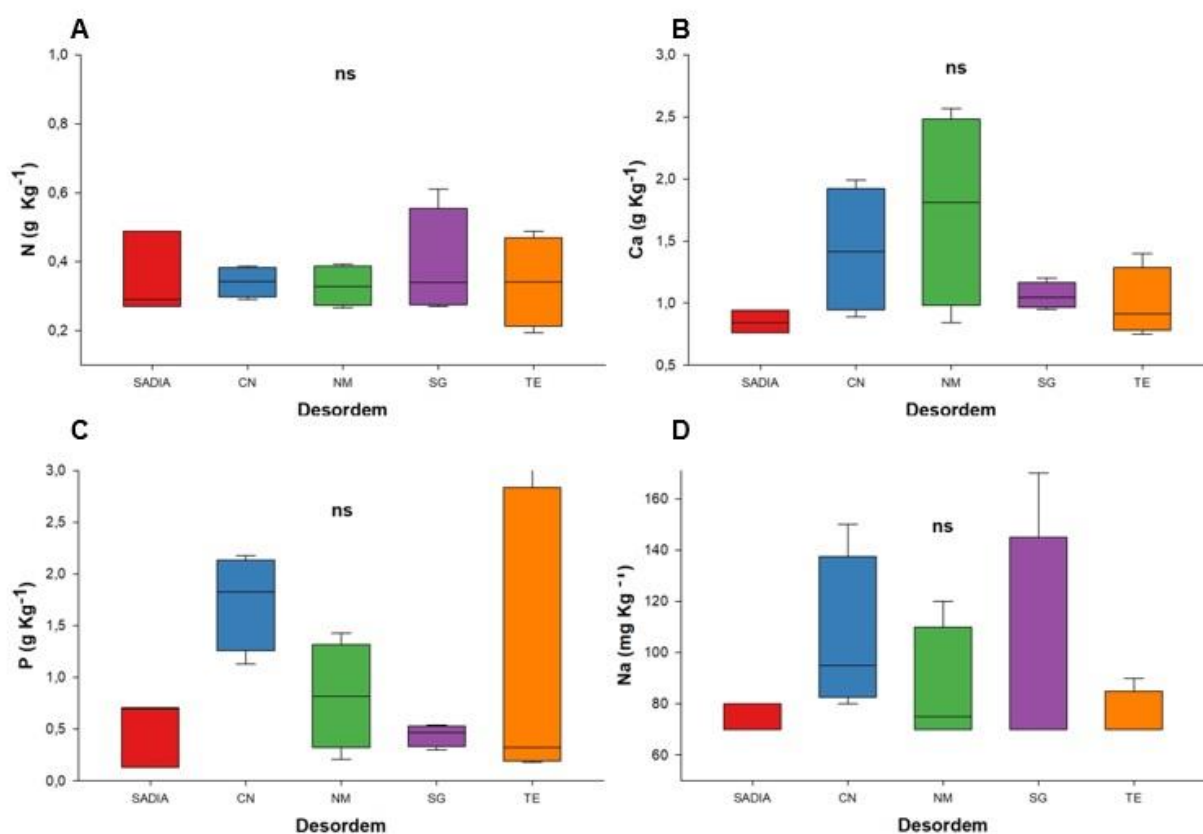 A
1,0
0,8
0,6
0,4
0,2
N (g Kg⁻¹)
ns
SADIA CN NM SG TE
Desordem
B
3,0
2,5
2,0
1,5
1,0
0,5
Ca (g Kg⁻¹)
ns
SADIA CN NM SG TE
Desordem
C
3,0
2,5
2,0
1,5
1,0
0,5
0,0
P (g Kg⁻¹)
ns
SADIA CN NM SG TE
Desordem
D
160
140
120
100
80
60
Na (mg Kg⁻¹)
ns
SADIA CN NM SG TE
Desordem